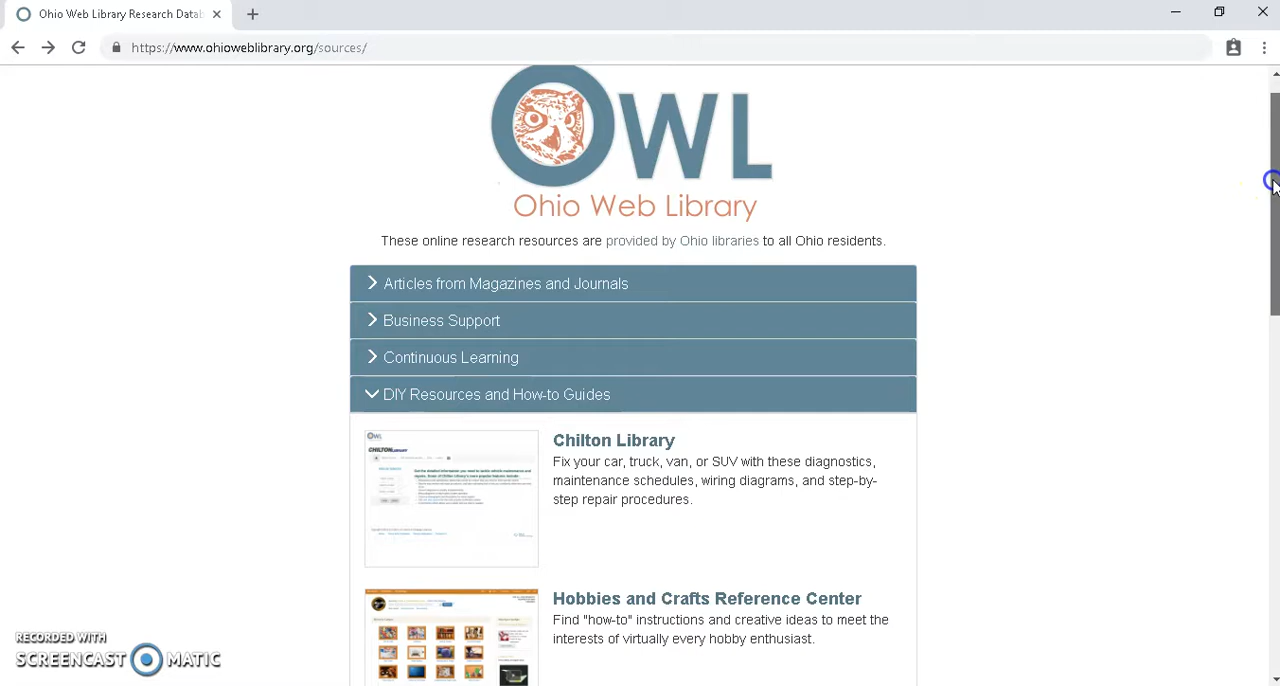 Ohio Web Library Research Datab
https://www.ohioweblibrary.org/sources/
OWL
Ohio Web Library
These online research resources are provided by Ohio libraries to all Ohio residents.
Articles from Magazines and Journals
Business Support
Continuous Learning
DIY Resources and How-to Guides
OWL
CHILTONLIBRARY
Chilton Library
Fix your car, truck, van, or SUV with these diagnostics,
maintenance schedules, wiring diagrams, and step-by-
step repair procedures.
Hobbies and Crafts Reference Center
Find "how-to" instructions and creative ideas to meet the
interests of virtually every hobby enthusiast
RECORDED WITH
SCREENCAST MATIC